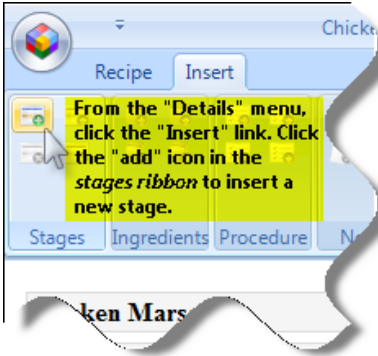 Chicke
Recipe Insert
From the "Details" menu,
click the "Insert" link. Click
the "add" icon in the
stages ribbon to insert a
new stage.
Stages Ingredients Procedure
ken Mars